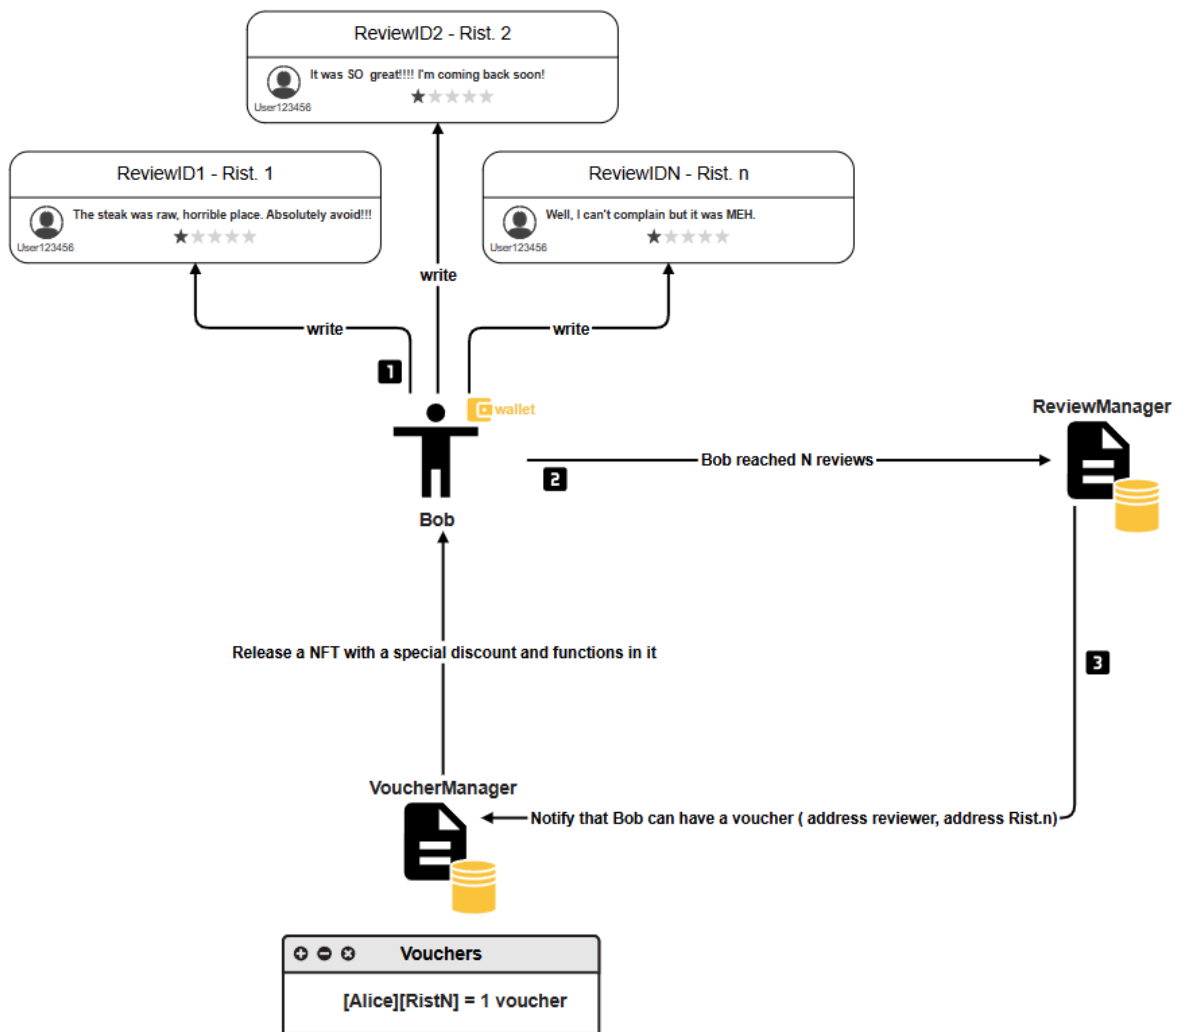 ReviewID2 - Rist. 2
It was SO great!!!! I'm coming back soon!
User123456
ReviewID1 - Rist. 1
The steak was raw, horrible place. Absolutely avoid!!!
User123456
ReviewIDN - Rist. n
Well, I can't complain but it was MEH.
User123456
write
write
write
1
wallet
Bob
2
Bob reached N reviews
ReviewManager
3
Release a NFT with a special discount and functions in it
VoucherManager
Notify that Bob can have a voucher ( address reviewer, address Rist.n)
Vouchers
[Alice][RistN] = 1 voucher